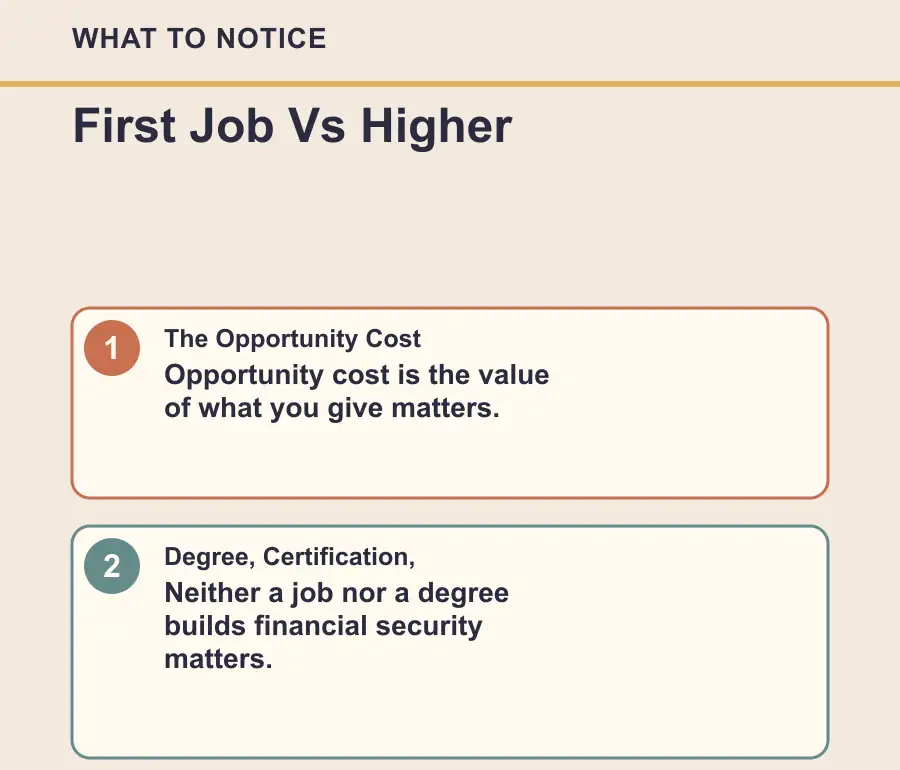 WHAT TO NOTICE
First Job Vs Higher
1
The Opportunity Cost
Opportunity cost is the value
of what you give matters.
2
Degree, Certification,
Neither a job nor a degree
builds financial security
matters.